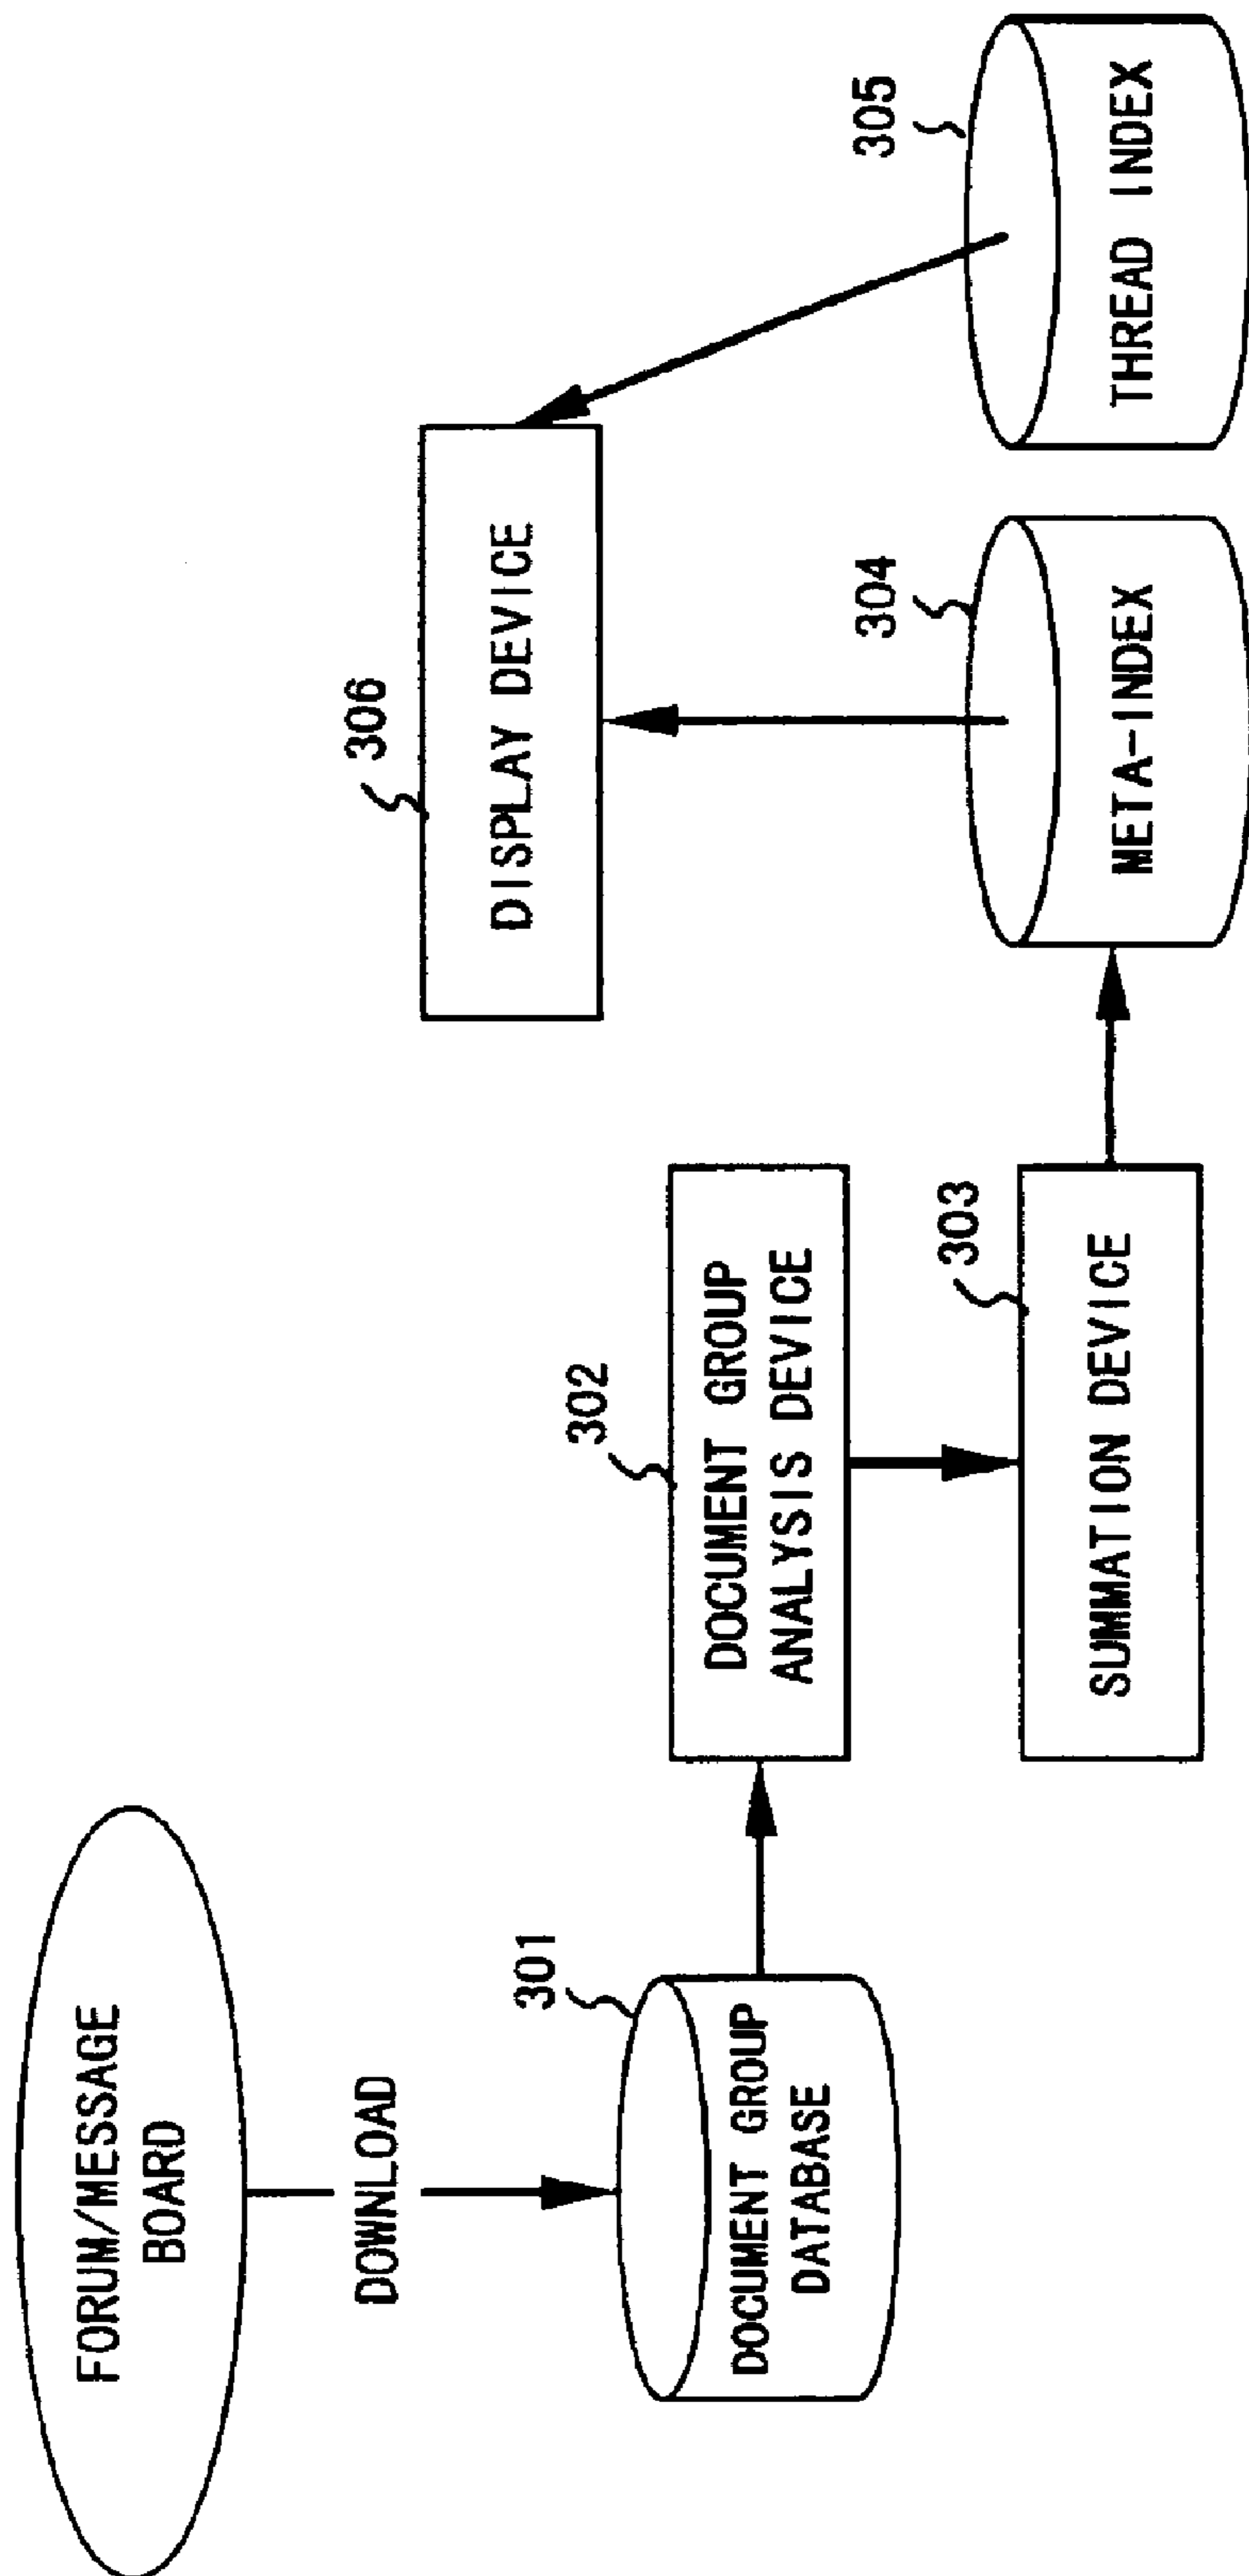 FORUM/MESSAGE
BOARD
DOWNLOAD
301
DOCUMENT GROUP
DATABASE
302
DOCUMENT GROUP
ANALYSIS DEVICE
303
SUMMATION DEVICE
306
DISPLAY DEVICE
304
META-INDEX
305
THREAD INDEX